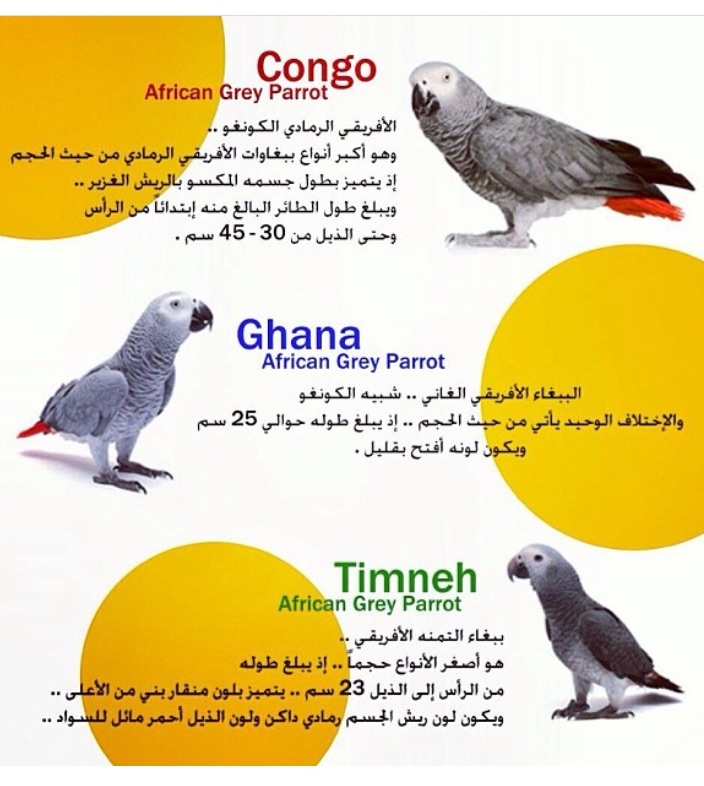 Congo
African Grey Parrot
الأفريقي الرمادي الكونغو ..
وهو أكبر أنواع ببغاوات الأفريقي الرمادي من حيث الحجم
إذ يتميز بطول جسمه المكسو بالريش الغزير ..
ويبلغ طول الطائر البالغ منه إبتدائاً من الرأس
وحتى الذيل من 30 - 45 سم .
Ghana
African Grey Parrot
الببغاء الأفريقي الغاني .. شبيه الكونغو
والإختلاف الوحيد يأتي من حيث الحجم .. إذ يبلغ طوله حوالي 25 سم
ويكون لونه أفتح بقليل .
Timneh
African Grey Parrot
ببغاء التمنه الأفريقي ..
هو أصغر الأنواع حجماً .. إذ يبلغ طوله
من الرأس إلى الذيل 23 سم .. يتميز بلون منقار بني من الأعلى ..
ويكون لون ريش الجسم رمادي داكن ولون الذيل أحمر مائل للسواد ..